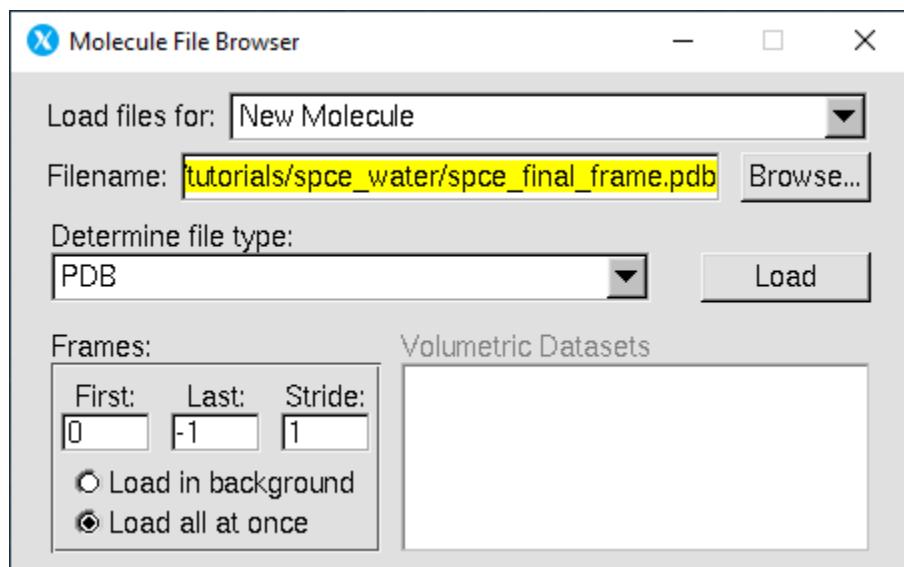 Molecule File Browser
Load files for: New Molecule
Filename: /tutorials/spce_water/spce_final_frame.pdb Browse...
Determine file type:
PDB Load
Frames: Volumetric Datasets
First: Last: Stride:
0 -1 1
Load in background
Load all at once